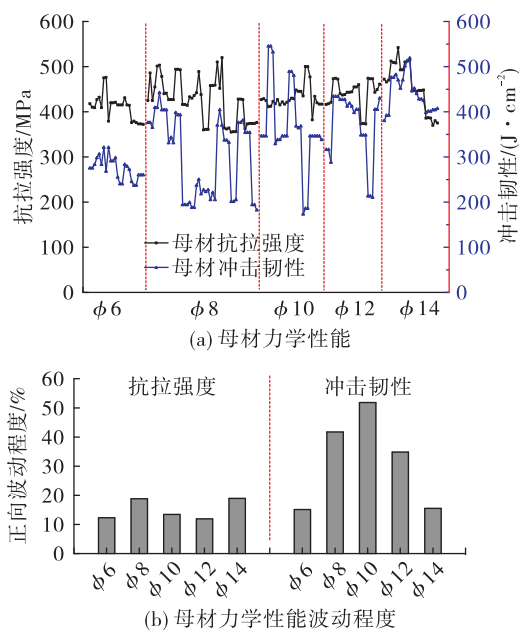 600
500
400
300
200
100
0
抗拉强度/MPa
600
500
400
300
200
100
0
冲击韧性/(J·cm⁻²)
母材抗拉强度
母材冲击韧性
ϕ6 ϕ8 ϕ10 ϕ12 ϕ14
(a) 母材力学性能
60
50
40
30
20
10
0
正向波动程度/%
抗拉强度 冲击韧性
ϕ6 ϕ8 ϕ10 ϕ12 ϕ14 ϕ6 ϕ8 ϕ10 ϕ12 ϕ14
(b) 母材力学性能波动程度